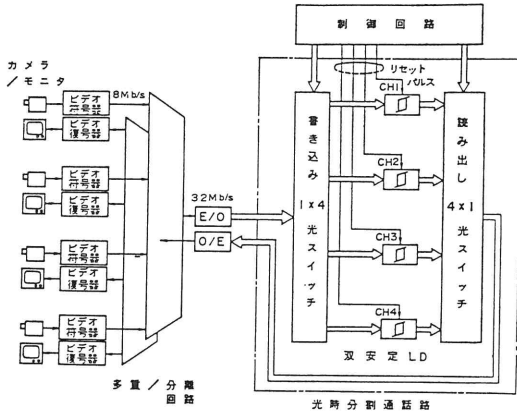 制御回路
カメラ
／モニタ
リセット
パルス
CH1
ビデオ
符号器
8Mb/s
ビデオ
復号器
書き込み1×4光スイッチ
読み出し4×1光スイッチ
CH2
ビデオ
符号器
ビデオ
復号器
32Mb/s
E/O
O/E
CH3
ビデオ
符号器
ビデオ
復号器
CH4
ビデオ
符号器
ビデオ
復号器
双安定LD
多重／分離
回路
光時分割通話路